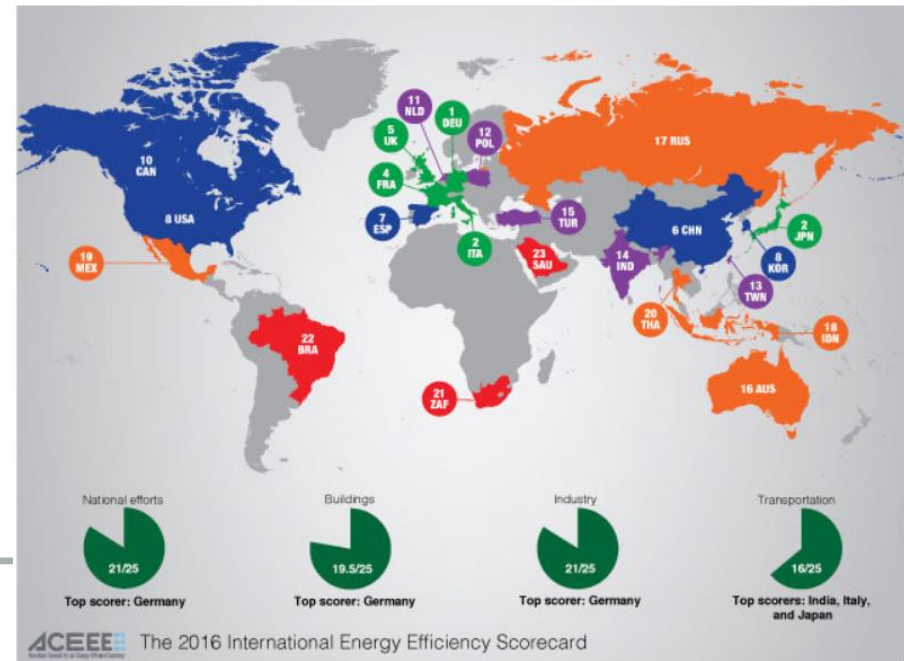 11
NLD
1
DEU
12
POL
5
UK
17 RUS
10
CAN
4
FRA
8 USA
7
ESP
2
ITA
15
TUR
6 CHN
2
JPN
23
SAU
14
IND
8
KOR
19
MEX
13
TWN
20
THA
18
IDN
22
BRA
21
ZAF
16 AUS
National efforts
Buildings
Industry
Transportation
21/25
19.5/25
21/25
16/25
Top scorer: Germany
Top scorer: Germany
Top scorer: Germany
Top scorers: India, Italy,
and Japan
ACEEE
The 2016 International Energy Efficiency Scorecard